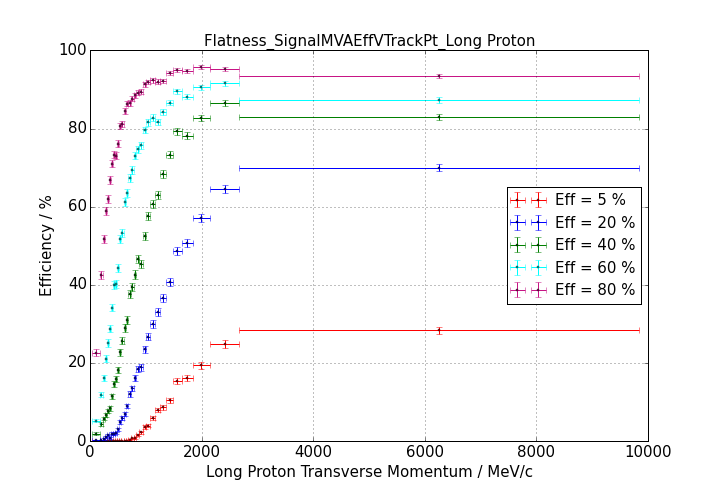 Flatness_SignalMVAEffVTrackPt_Long Proton
100
80
60
40
20
0
Efficiency / %
Eff = 5 %
Eff = 20 %
Eff = 40 %
Eff = 60 %
Eff = 80 %
0 2000 4000 6000 8000 10000
Long Proton Transverse Momentum / MeV/c